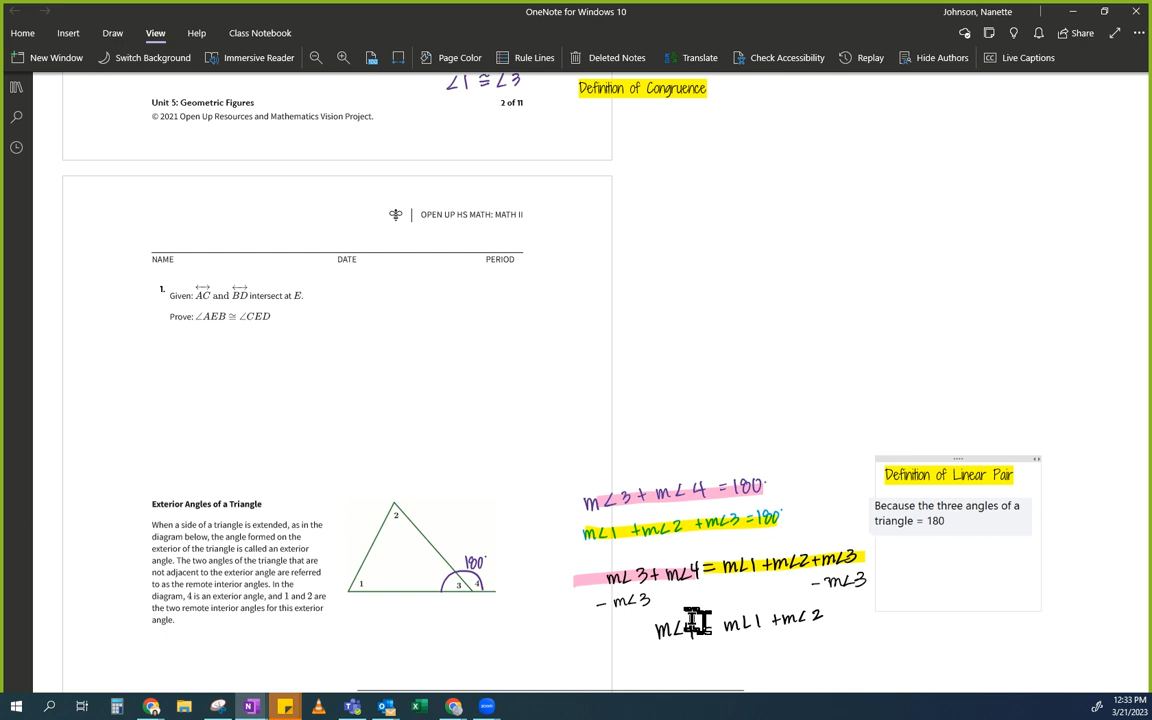 OneNote for Windows 10
Johnson, Nanette
Home Insert Draw View Help Class Notebook
Share
New Window Switch Background Immersive Reader Page Color Rule Lines Deleted Notes Translate Check Accessibility Replay Hide Authors Live Captions
∠1 ≅ ∠3
Definition of Congruence
Unit 5: Geometric Figures 2 of 11
© 2021 Open Up Resources and Mathematics Vision Project.
OPEN UP HS MATH: MATH II
NAME DATE PERIOD
1. Given: AC and BD intersect at E.
Prove: ∠AEB ≅ ∠CED
Exterior Angles of a Triangle
When a side of a triangle is extended, as in the
diagram below, the angle formed on the
exterior of the triangle is called an exterior
angle. The two angles of the triangle that are
not adjacent to the exterior angle are referred
to as the remote interior angles. In the
diagram, 4 is an exterior angle, and 1 and 2 are
the two remote interior angles for this exterior
angle.
2
180°
1
3
4
m∠3 + m∠4 = 180°
m∠1 + m∠2 + m∠3 = 180°
m∠3 + m∠4 = m∠1 + m∠2 + m∠3
- m∠3
- m∠3
m∠4 = m∠1 + m∠2
Definition of Linear Pair
Because the three angles of a
triangle = 180
12:33 PM
3/21/2023